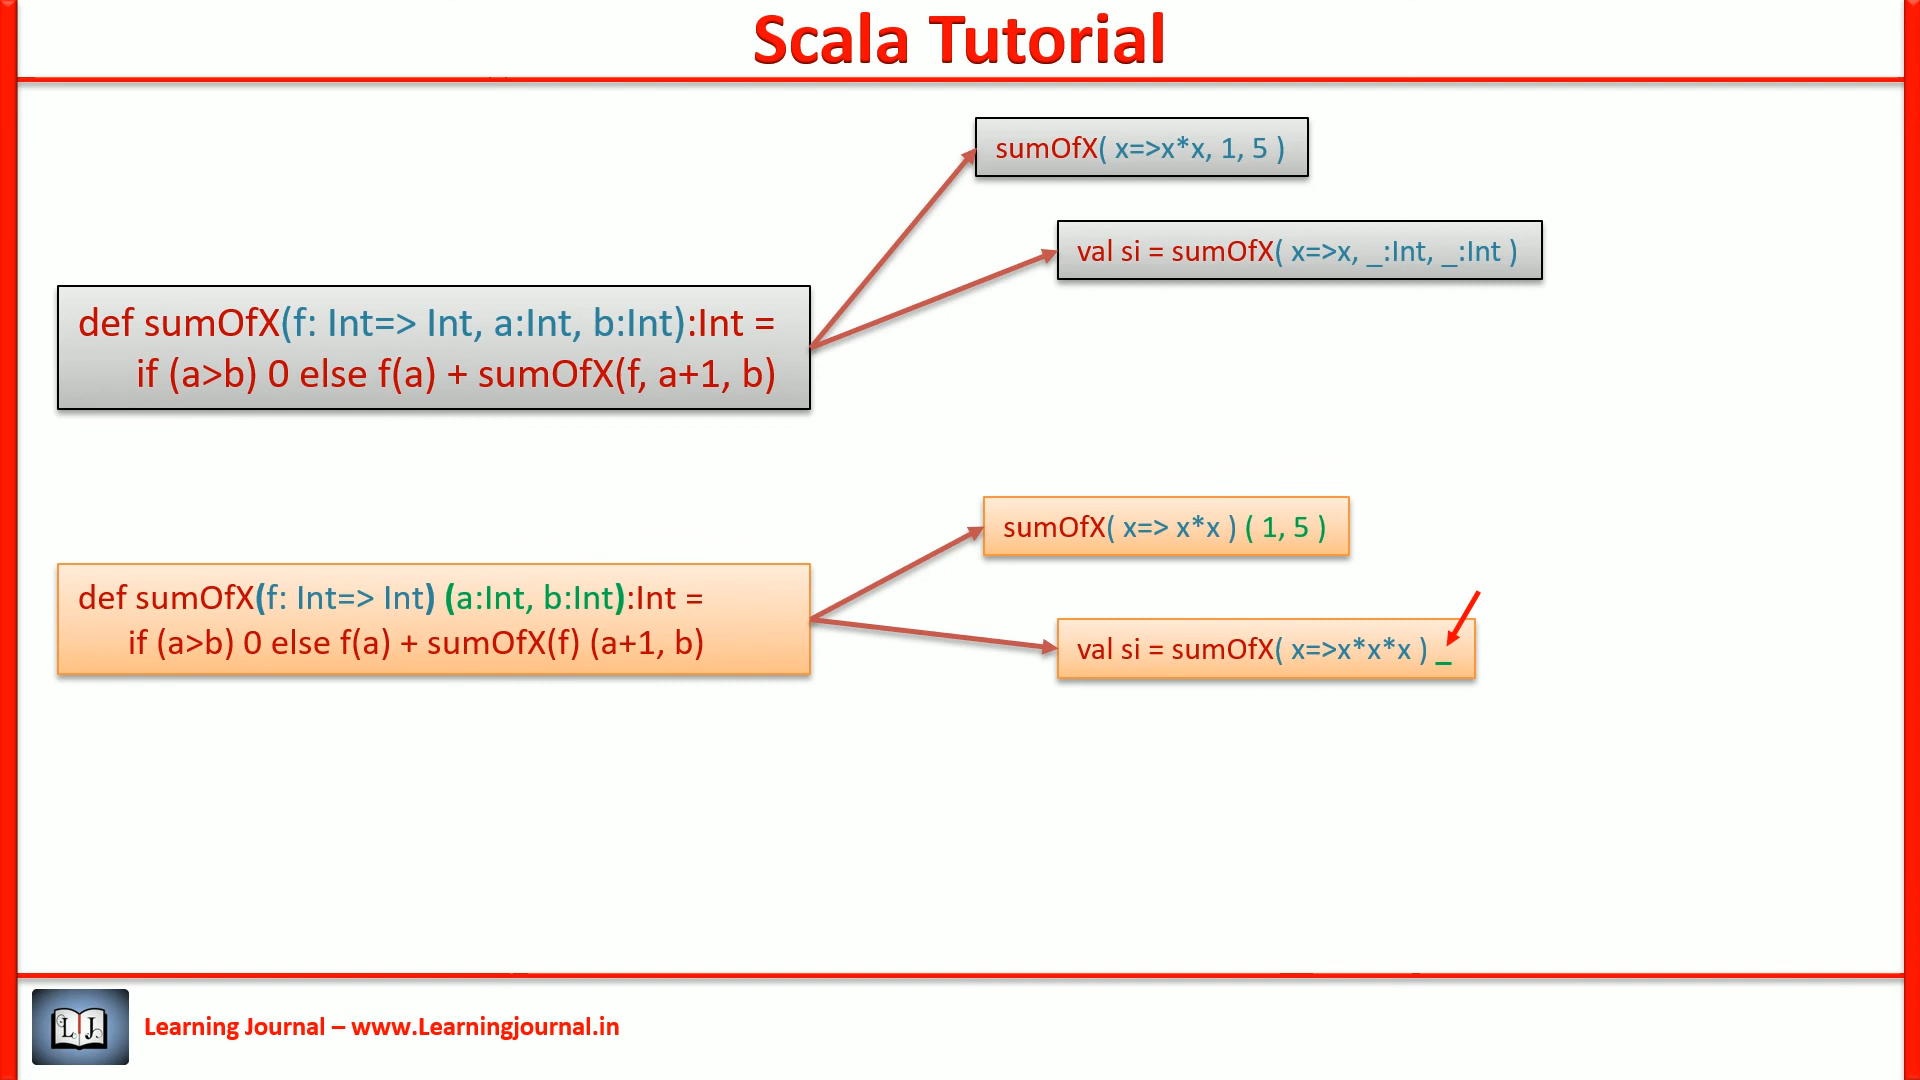 Scala Tutorial
sumOfX( x=>x*x, 1, 5 )
val si = sumOfX( x=>x, _:Int, _:Int )
def sumOfX(f: Int=> Int, a:Int, b:Int):Int =
if (a>b) 0 else f(a) + sumOfX(f, a+1, b)
sumOfX( x=> x*x ) ( 1, 5 )
def sumOfX(f: Int=> Int) (a:Int, b:Int):Int =
if (a>b) 0 else f(a) + sumOfX(f) (a+1, b)
val si = sumOfX( x=>x*x*x ) _
L J
Learning Journal – www.Learningjournal.in